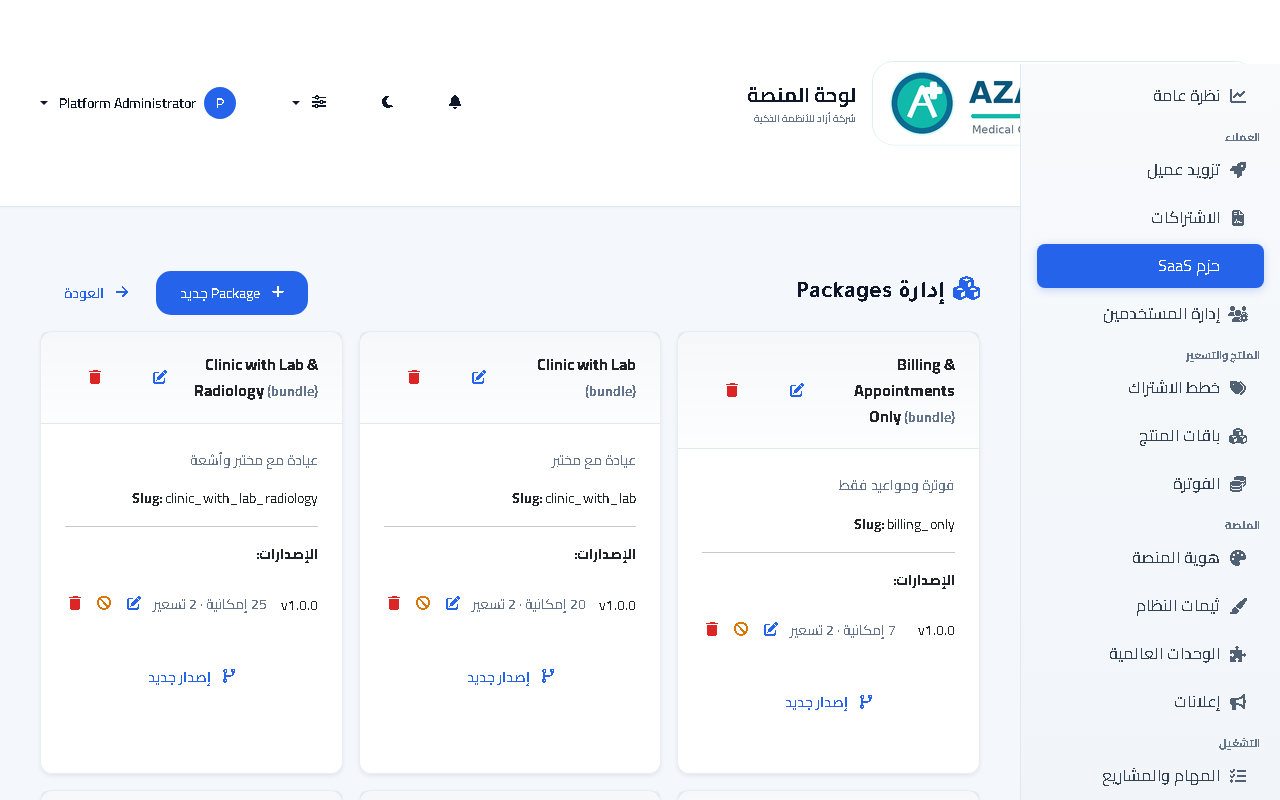 AZA
Medical
لوحة المنصة
شركة أزاد للأنظمة الذكية
P
Platform Administrator
نظرة عامة
العملاء
تزويد عميل
الاشتراكات
حزم SaaS
إدارة المستخدمين
المنتج والتسعير
خطط الاشتراك
باقات المنتج
الفوترة
المنصة
هوية المنصة
ثيمات النظام
الوحدات العالمية
إعلانات
التشغيل
المهام والمشاريع
إدارة Packages
Package جديد
العودة
Billing &
Appointments
Only (bundle)
فوترة ومواعيد فقط
Slug: billing_only
الإصدارات:
v1.0.0
7 إمكانية · 2 تسعير
إصدار جديد
Clinic with Lab
(bundle)
عيادة مع مختبر
Slug: clinic_with_lab
الإصدارات:
v1.0.0
20 إمكانية · 2 تسعير
إصدار جديد
Clinic with Lab &
Radiology (bundle)
عيادة مع مختبر وأشعة
Slug: clinic_with_lab_radiology
الإصدارات:
v1.0.0
25 إمكانية · 2 تسعير
إصدار جديد